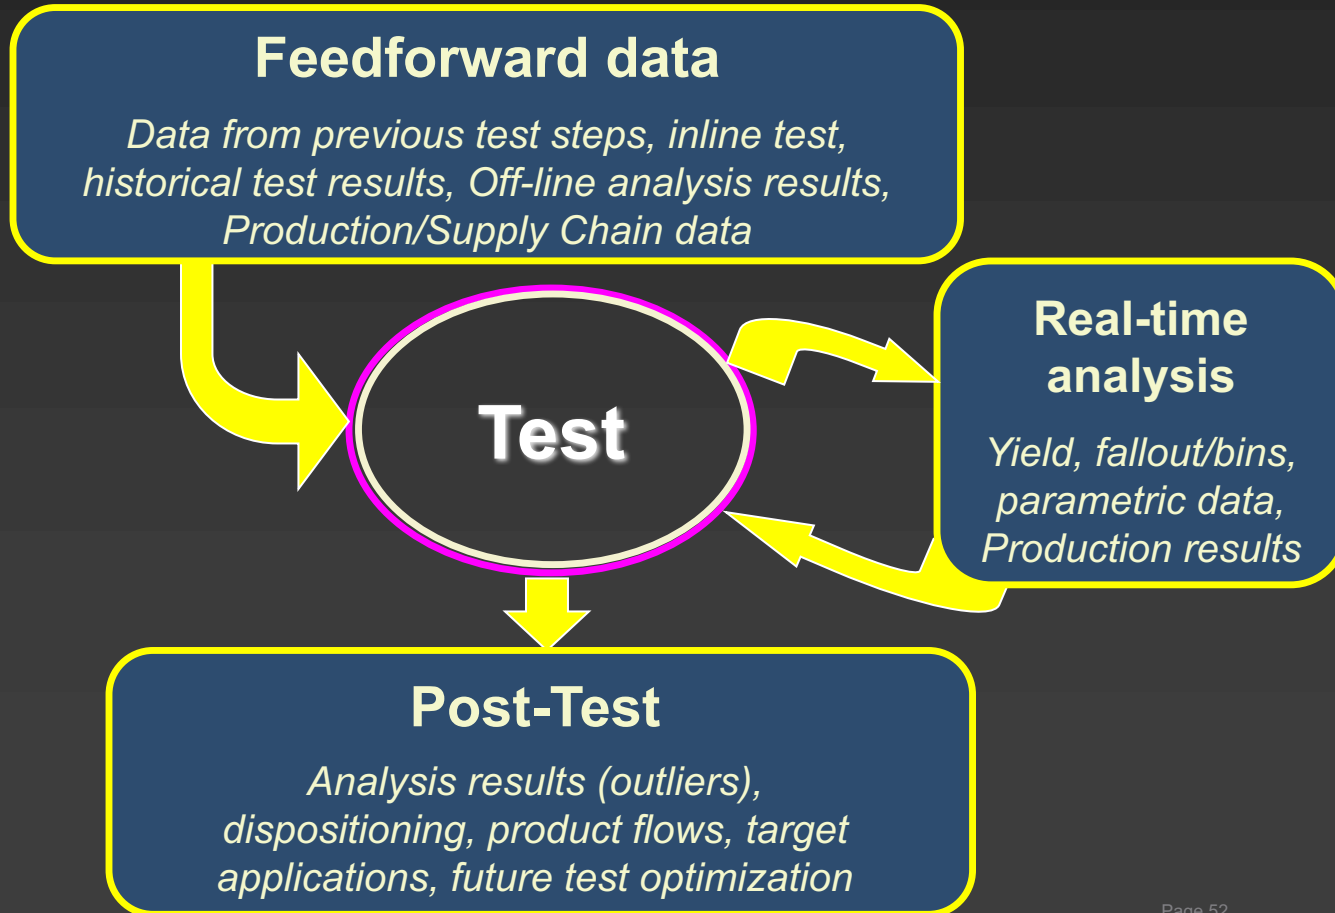 Feedforward data
Data from previous test steps, inline test,
historical test results, Off-line analysis results,
Production/Supply Chain data
Test
Real-time
analysis
Yield, fallout/bins,
parametric data,
Production results
Post-Test
Analysis results (outliers),
dispositioning, product flows, target
applications, future test optimization
Page 52